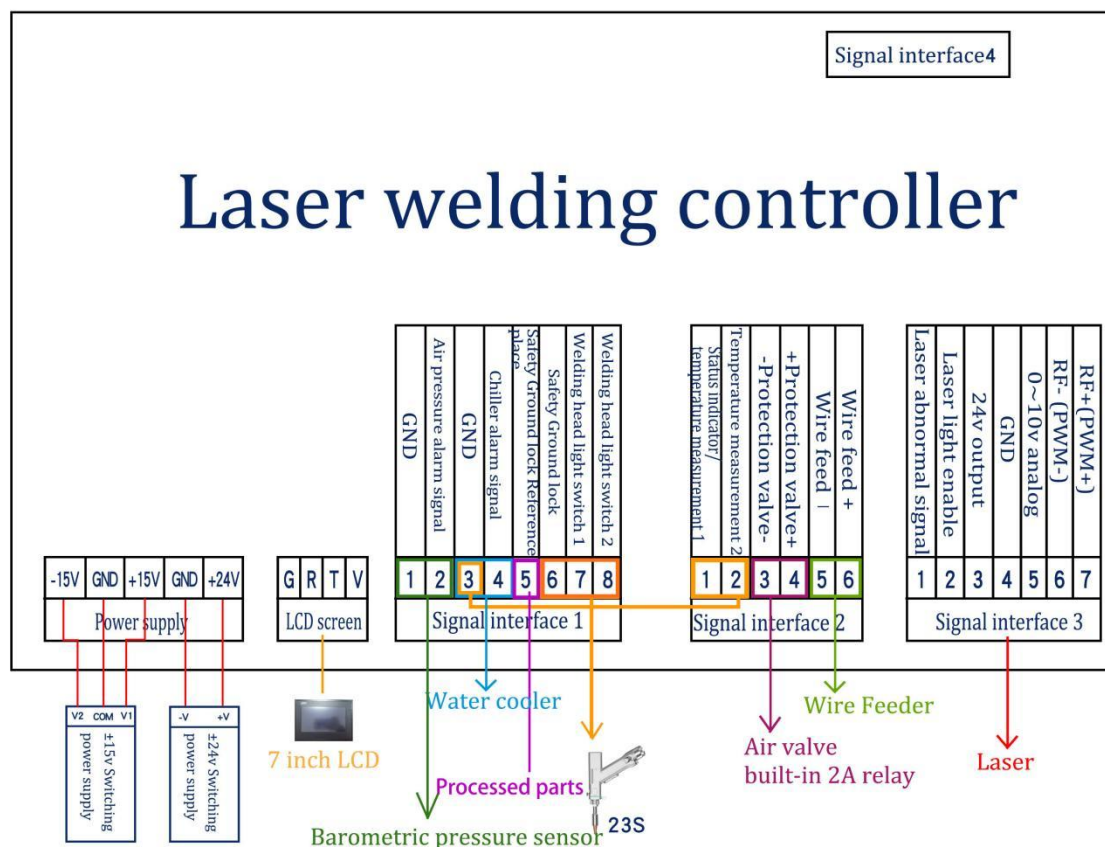 Signal interface4
Laser welding controller
GND
Air pressure alarm signal
GND
Chiller alarm signal
Safety Ground lock Reference
place
Safety Ground lock
Welding head light switch 1
Welding head light switch 2
Status indicator/
temperature measurement 1
Temperature measurement 2
-Protection valve-
+Protection valve+
Wire feed -
Wire feed +
Laser abnormal signal
Laser light enable
24v output
GND
0~10v analog
RF- (PWM-)
RF+(PWM+)
-15V GND +15V GND +24V
G R T V
1 2 3 4 5 6 7 8
1 2 3 4 5 6
1 2 3 4 5 6 7
Power supply
LCD screen
Signal interface 1
Signal interface 2
Signal interface 3
V2 COM V1
±15v Switching
power supply
-V +V
±24v Switching
power supply
7 inch LCD
Water cooler
Processed parts
23S
Barometric pressure sensor
Air valve
built-in 2A relay
Wire Feeder
Laser